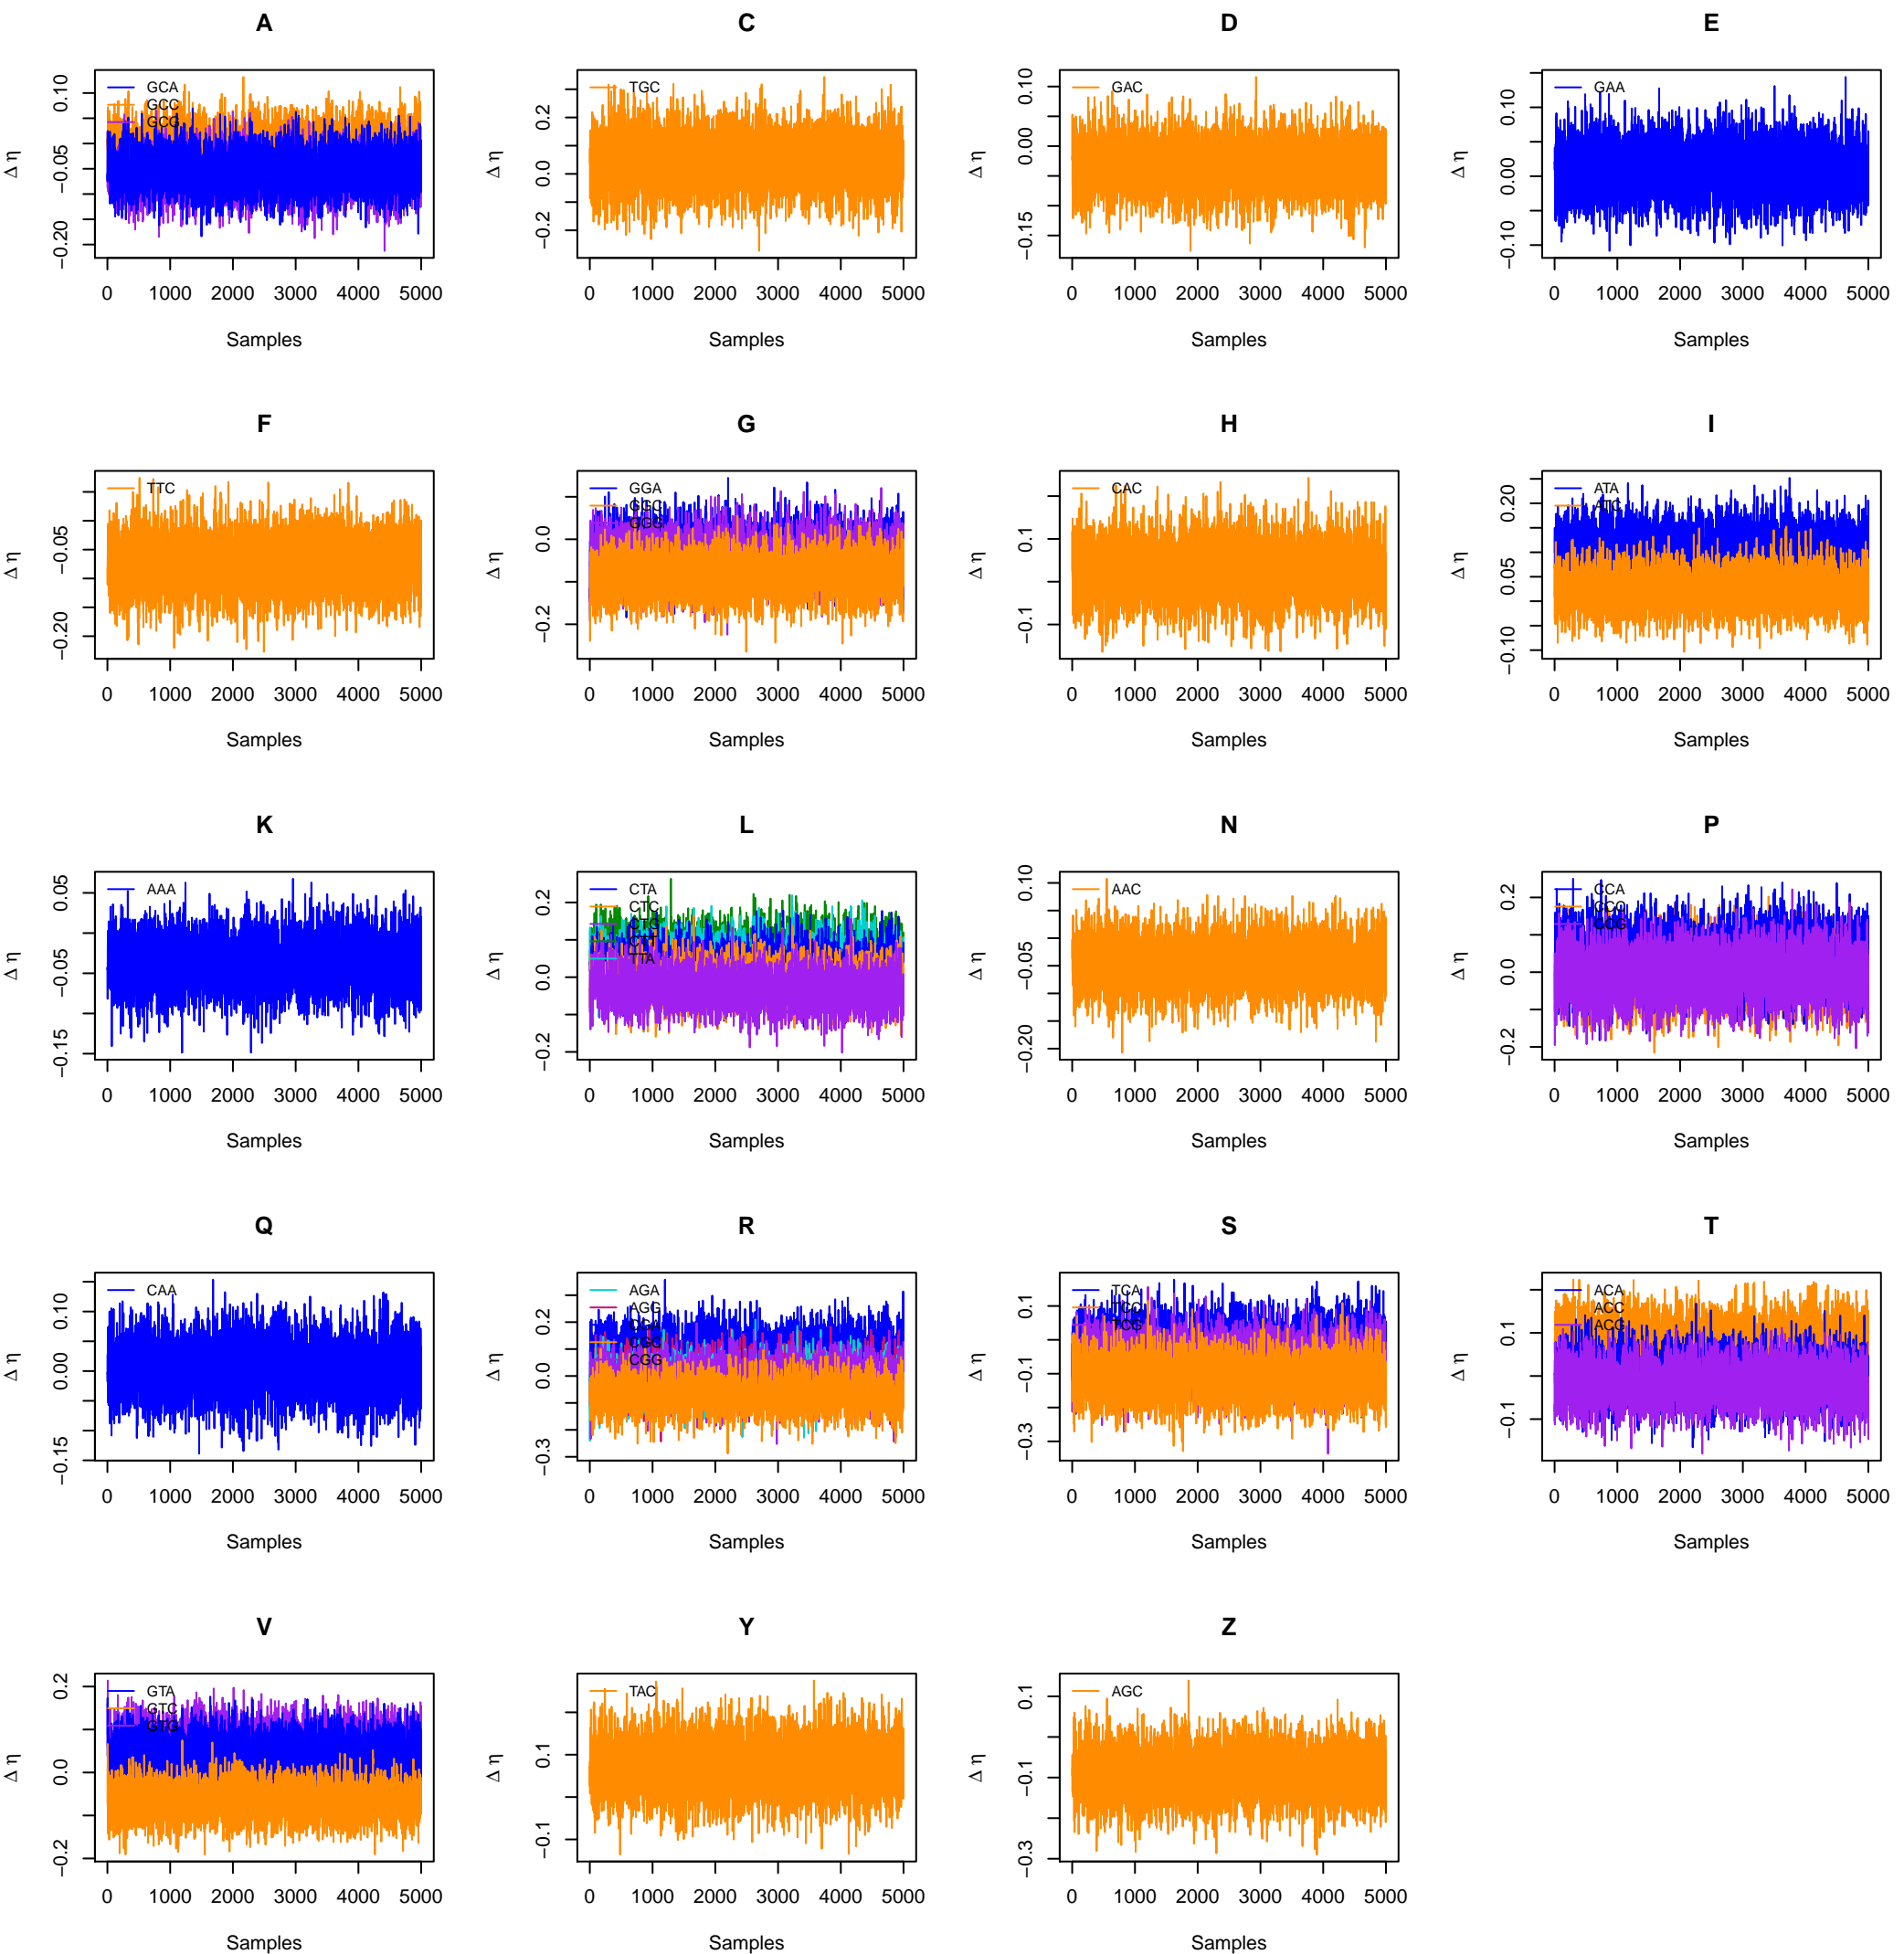 A
Δ η
0.10
−0.05
−0.20
GCA
GCC
GCG
0 1000 2000 3000 4000 5000
Samples
C
Δ η
0.2
0.0
−0.2
TGC
0 1000 2000 3000 4000 5000
Samples
D
Δ η
0.10
0.00
−0.15
GAC
0 1000 2000 3000 4000 5000
Samples
E
Δ η
0.10
0.00
−0.10
GAA
0 1000 2000 3000 4000 5000
Samples
F
Δ η
−0.05
−0.20
TTC
0 1000 2000 3000 4000 5000
Samples
G
Δ η
0.0
−0.2
GGA
GGC
GGG
0 1000 2000 3000 4000 5000
Samples
H
Δ η
0.1
−0.1
CAC
0 1000 2000 3000 4000 5000
Samples
I
Δ η
0.20
0.05
−0.10
ATA
ATC
0 1000 2000 3000 4000 5000
Samples
K
Δ η
0.05
−0.05
−0.15
AAA
0 1000 2000 3000 4000 5000
Samples
L
Δ η
0.2
0.0
−0.2
CTA
CTC
CTG
CTT
TTA
0 1000 2000 3000 4000 5000
Samples
N
Δ η
0.10
−0.05
−0.20
AAC
0 1000 2000 3000 4000 5000
Samples
P
Δ η
0.2
0.0
−0.2
CCA
CCC
CCG
0 1000 2000 3000 4000 5000
Samples
Q
Δ η
0.10
0.00
−0.15
CAA
0 1000 2000 3000 4000 5000
Samples
R
Δ η
0.2
0.0
−0.3
AGA
AGG
CGA
CGC
CGG
0 1000 2000 3000 4000 5000
Samples
S
Δ η
0.1
−0.1
−0.3
TCA
TCC
TCG
0 1000 2000 3000 4000 5000
Samples
T
Δ η
0.1
−0.1
ACA
ACC
ACG
0 1000 2000 3000 4000 5000
Samples
V
Δ η
0.2
0.0
−0.2
GTA
GTC
GTG
0 1000 2000 3000 4000 5000
Samples
Y
Δ η
0.1
−0.1
TAC
0 1000 2000 3000 4000 5000
Samples
Z
Δ η
0.1
−0.1
−0.3
AGC
0 1000 2000 3000 4000 5000
Samples